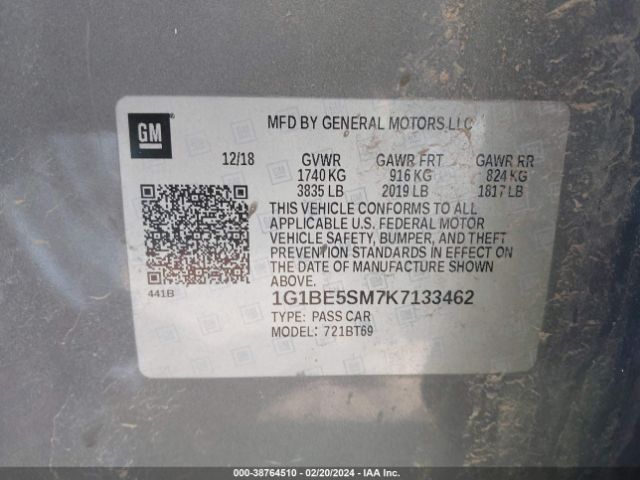 GM
MFD BY GENERAL MOTORS LLC
12/18 GVWR GAWR FRT GAWR RR
1740 KG 916 KG 824 KG
3835 LB 2019 LB 1817 LB
THIS VEHICLE CONFORMS TO ALL
APPLICABLE U.S. FEDERAL MOTOR
VEHICLE SAFETY, BUMPER, AND THEFT
PREVENTION STANDARDS IN EFFECT ON
THE DATE OF MANUFACTURE SHOWN
ABOVE.
441B
1G1BE5SM7K7133462
TYPE: PASS CAR
MODEL: 721BT69
000-38764510 | 02/20/2024 - IAA Inc.